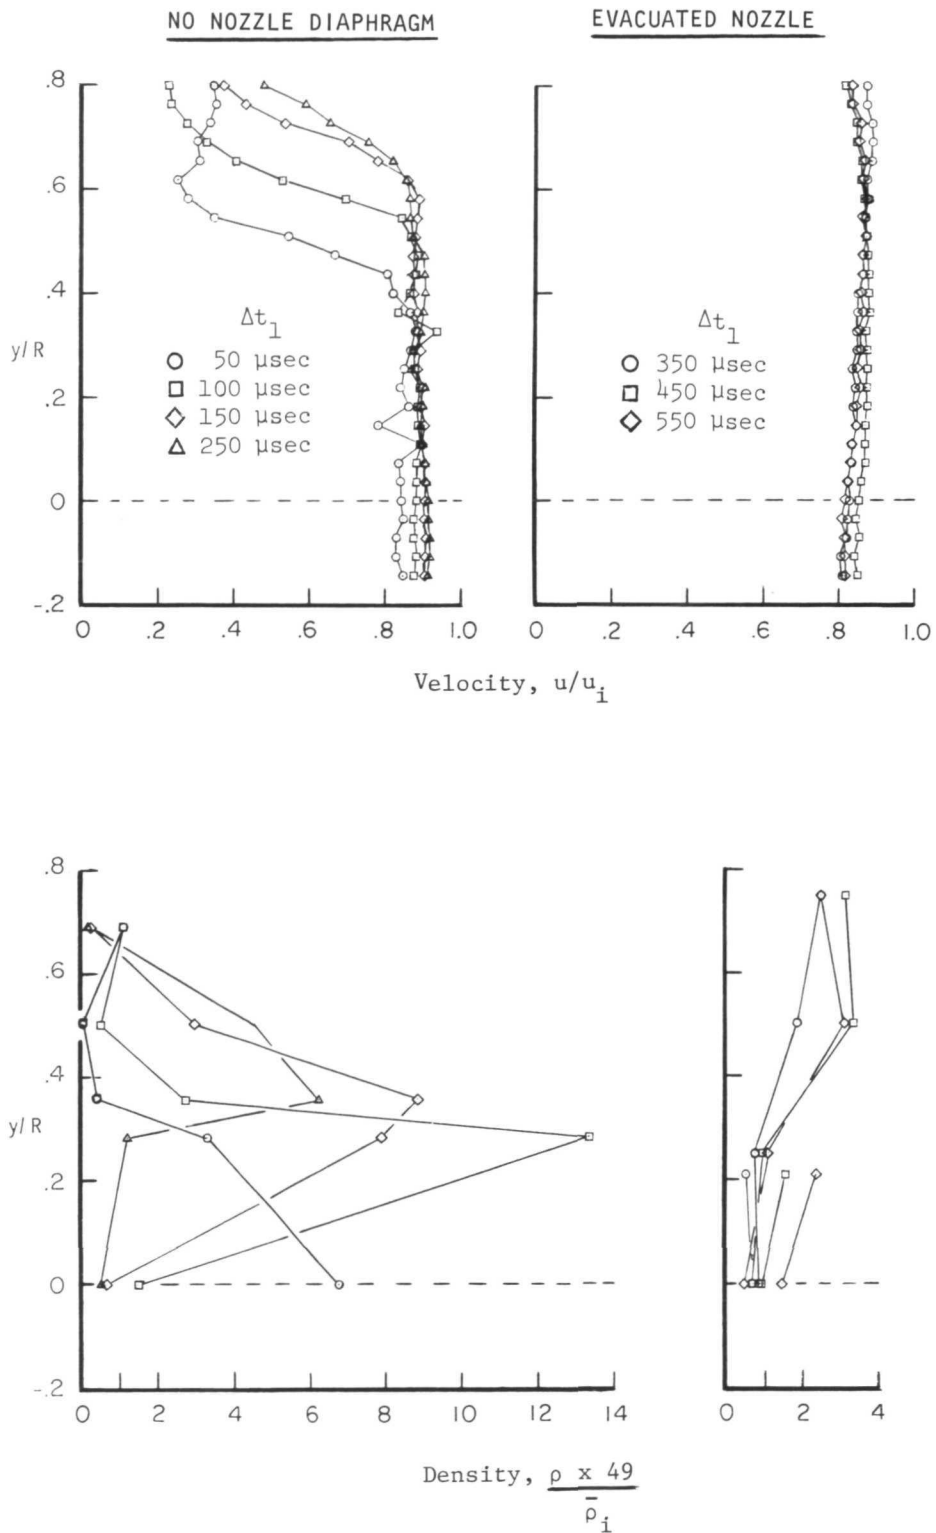 NO NOZZLE DIAPHRAGM
EVACUATED NOZZLE
.8
.6
.4
.2
0
-.2
y/R
Δt1
50 μsec
100 μsec
150 μsec
250 μsec
0 .2 .4 .6 .8 1.0
Δt1
350 μsec
450 μsec
550 μsec
0 .2 .4 .6 .8 1.0
Velocity, u/ui
.8
.6
.4
.2
0
-.2
y/R
0 2 4 6 8 10 12 14
0 2 4
Density, ρ x 49
ρ̄i